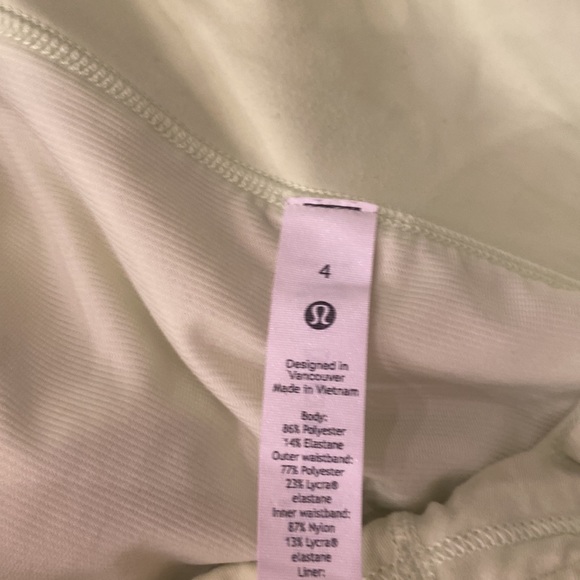 4
Designed in
Vancouver
Made in Vietnam
Body:
86% Polyester
14% Elastane
Outer waistband:
77% Polyester
23% Lycra®
elastane
Inner waistband:
87% Nylon
13% Lycra®
elastane
Liner: